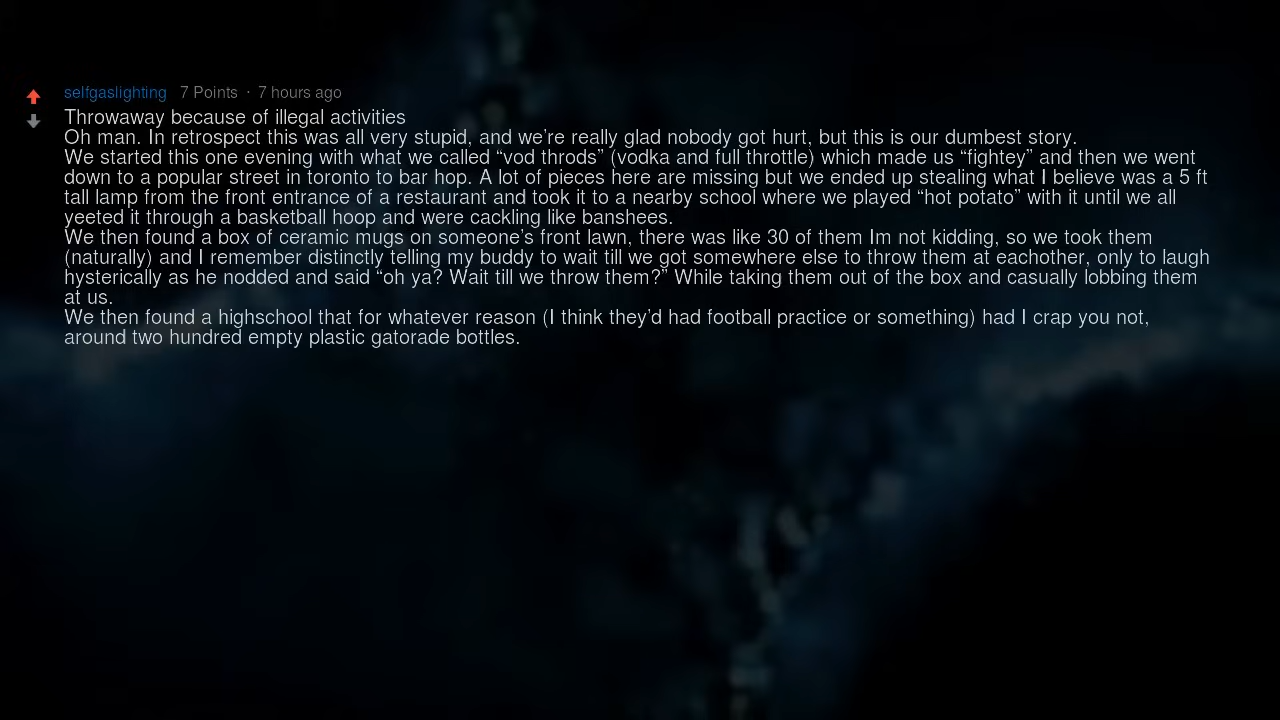 selfgaslighting 7 Points · 7 hours ago
Throwaway because of illegal activities
Oh man. In retrospect this was all very stupid, and we’re really glad nobody got hurt, but this is our dumbest story.
We started this one evening with what we called “vod throds” (vodka and full throttle) which made us “fightey” and then we went
down to a popular street in toronto to bar hop. A lot of pieces here are missing but we ended up stealing what I believe was a 5 ft
tall lamp from the front entrance of a restaurant and took it to a nearby school where we played “hot potato” with it until we all
yeeted it through a basketball hoop and were cackling like banshees.
We then found a box of ceramic mugs on someone’s front lawn, there was like 30 of them Im not kidding, so we took them
(naturally) and I remember distinctly telling my buddy to wait till we got somewhere else to throw them at eachother, only to laugh
hysterically as he nodded and said “oh ya? Wait till we throw them?” While taking them out of the box and casually lobbing them
at us.
We then found a highschool that for whatever reason (I think they’d had football practice or something) had I crap you not,
around two hundred empty plastic gatorade bottles.